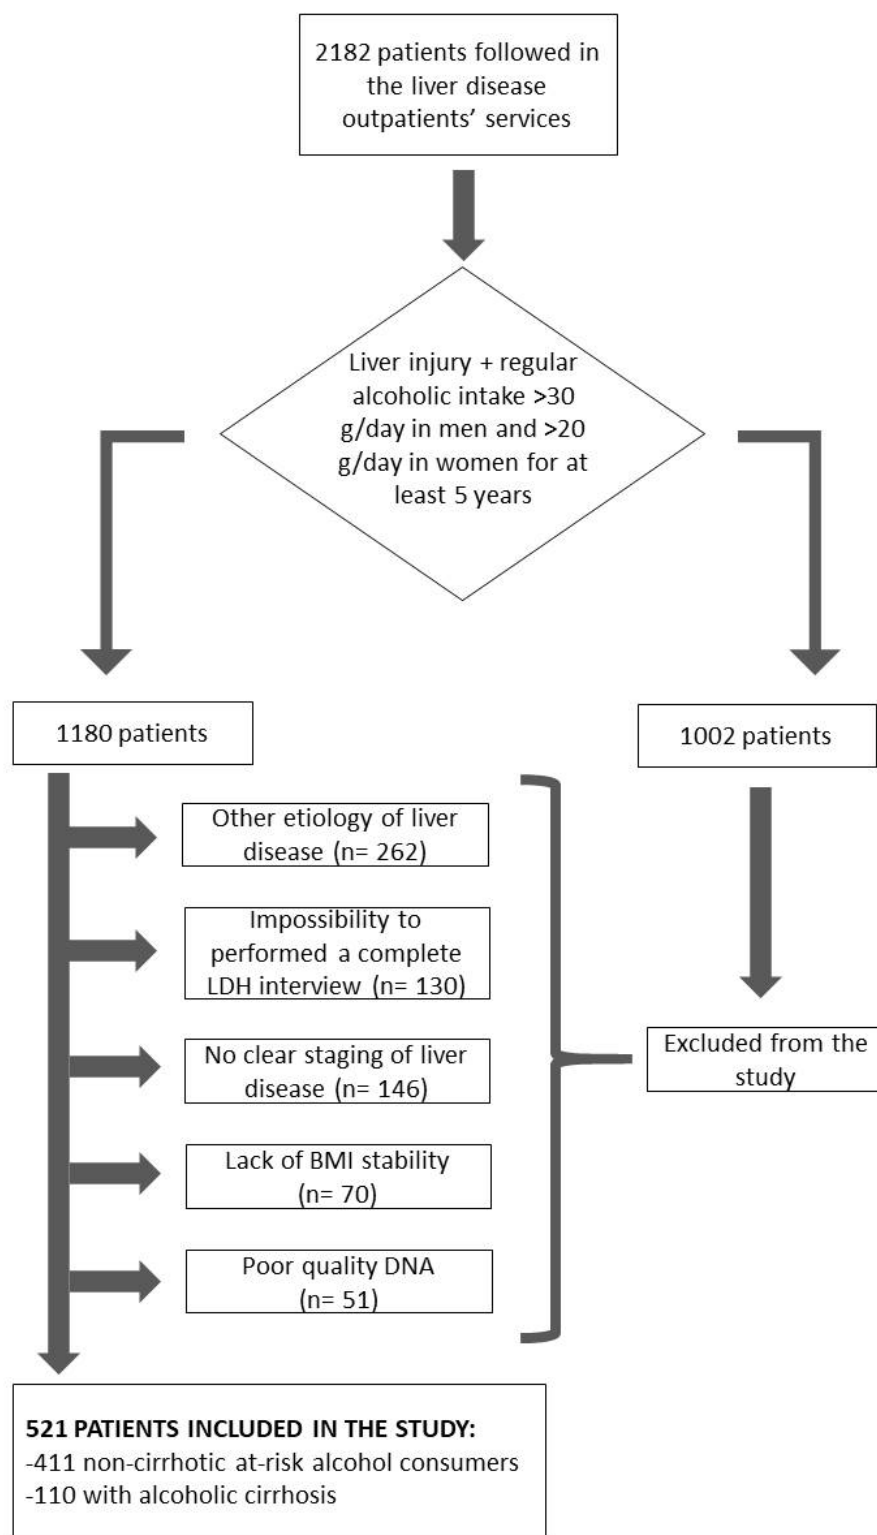 2182 patients followed in
the liver disease
outpatients’ services
Liver injury + regular
alcoholic intake >30
g/day in men and >20
g/day in women for at
least 5 years
1180 patients
1002 patients
Other etiology of liver
disease (n= 262)
Impossibility to
performed a complete
LDH interview (n= 130)
No clear staging of liver
disease (n= 146)
Excluded from the
study
Lack of BMI stability
(n= 70)
Poor quality DNA
(n= 51)
521 PATIENTS INCLUDED IN THE STUDY:
-411 non-cirrhotic at-risk alcohol consumers
-110 with alcoholic cirrhosis